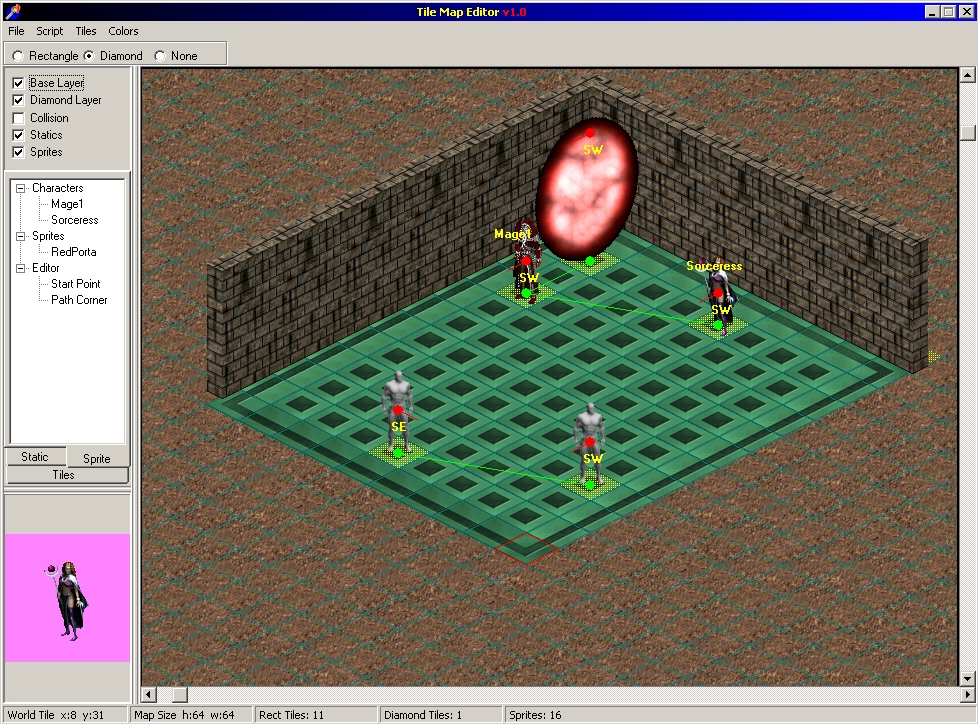 Tile Map Editor v1.0
File Script Tiles Colors
Rectangle Diamond None
Base Layer
Diamond Layer
Collision
Statics
Sprites
Characters
Mage1
Sorceress
Sprites
RedPorta
Editor
Start Point
Path Corner
Static Sprite
Tiles
SW
Mage1
SW
Sorceress
SW
SE
SW
World Tile x:8 y:31 Map Size h:64 w:64 Rect Tiles: 11 Diamond Tiles: 1 Sprites: 16